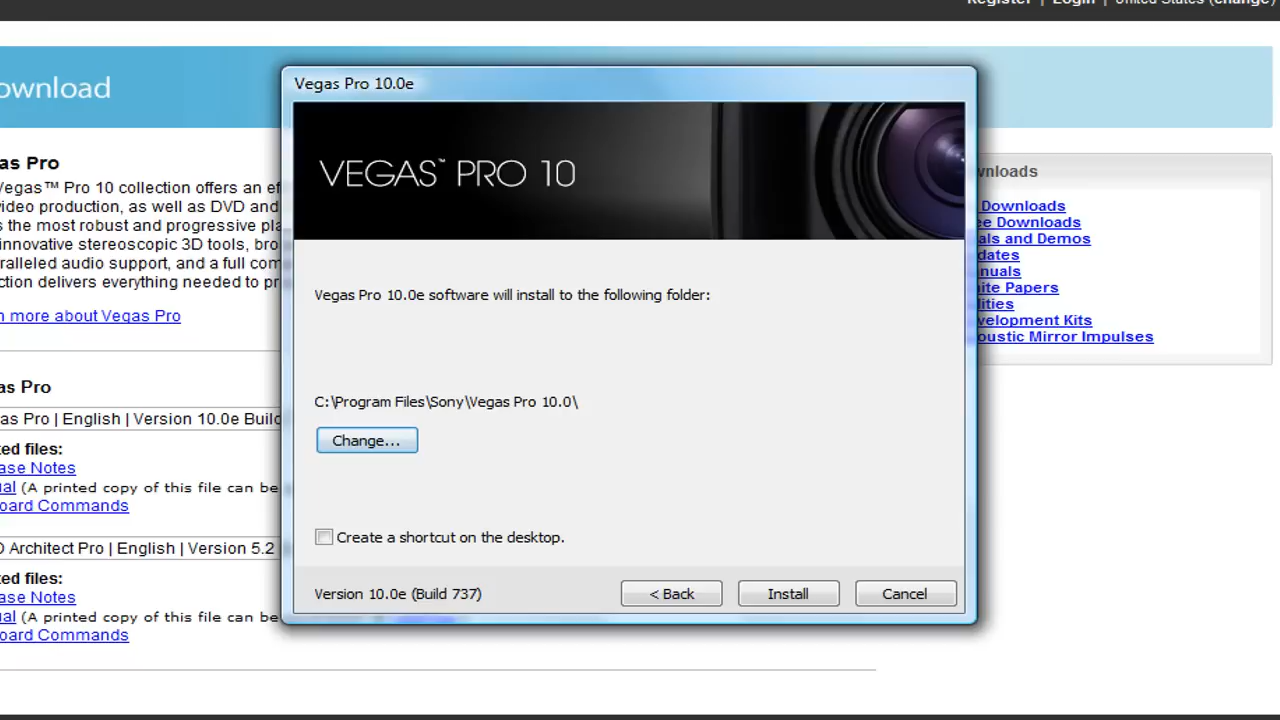 Register | Login | United States (change)
ownload
Vegas Pro 10.0e
VEGAS™ PRO 10
as Pro
Vegas™ Pro 10 collection offers an ef
video production, as well as DVD and
s the most robust and progressive pla
innovative stereoscopic 3D tools, bro
ralleled audio support, and a full com
ction delivers everything needed to pr
n more about Vegas Pro
wnloads
Downloads
ee Downloads
als and Demos
dates
nuals
ite Papers
lities
velopment Kits
oustic Mirror Impulses
Vegas Pro 10.0e software will install to the following folder:
C:\Program Files\Sony\Vegas Pro 10.0\
Change...
Create a shortcut on the desktop.
Version 10.0e (Build 737)
< Back
Install
Cancel
as Pro
as Pro | English | Version 10.0e Build
ted files:
ase Notes
ual (A printed copy of this file can be
oard Commands
D Architect Pro | English | Version 5.2
ted files:
ase Notes
ual (A printed copy of this file can be
oard Commands